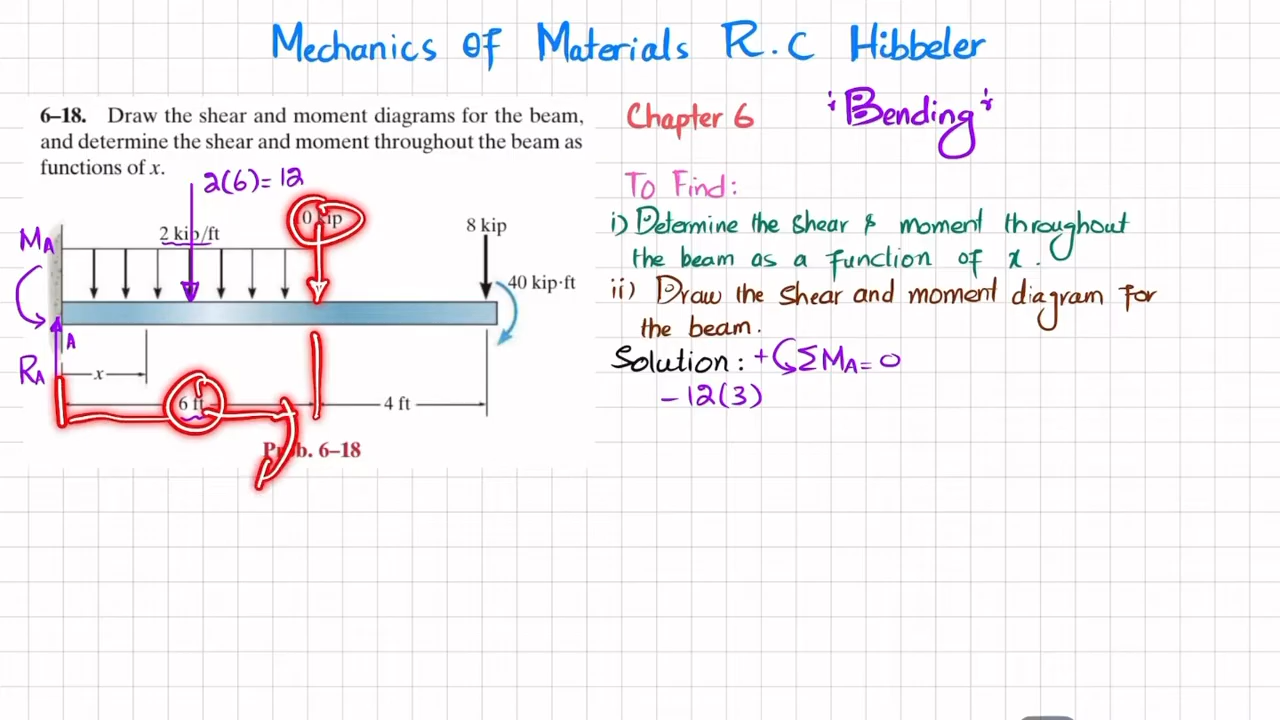 Mechanics Of Materials R.C Hibbeler
6–18. Draw the shear and moment diagrams for the beam,
and determine the shear and moment throughout the beam as
functions of x.
2(6)=12
0 kip
2 kip/ft
8 kip
40 kip·ft
MA
A
RA
x
6 ft
4 ft
Prob. 6–18
Chapter 6
"Bending"
To Find:
i) Determine the shear & moment throughout
the beam as a function of x.
ii) Draw the shear and moment diagram for
the beam.
Solution: +↺ΣMA=0
-12(3)